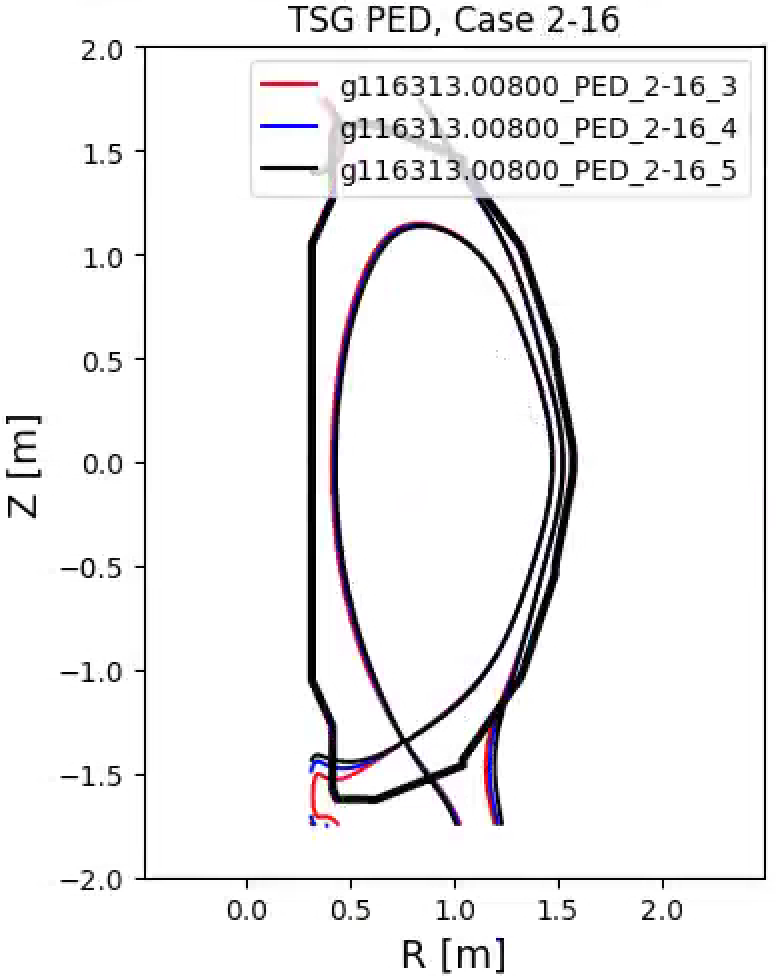 TSG PED, Case 2-16
2.0
g116313.00800_PED_2-16_3
g116313.00800_PED_2-16_4
1.5
g116313.00800_PED_2-16_5
1.0
0.5
0.0
Z [m]
−0.5
−1.0
−1.5
−2.0
0.0 0.5 1.0 1.5 2.0
R [m]